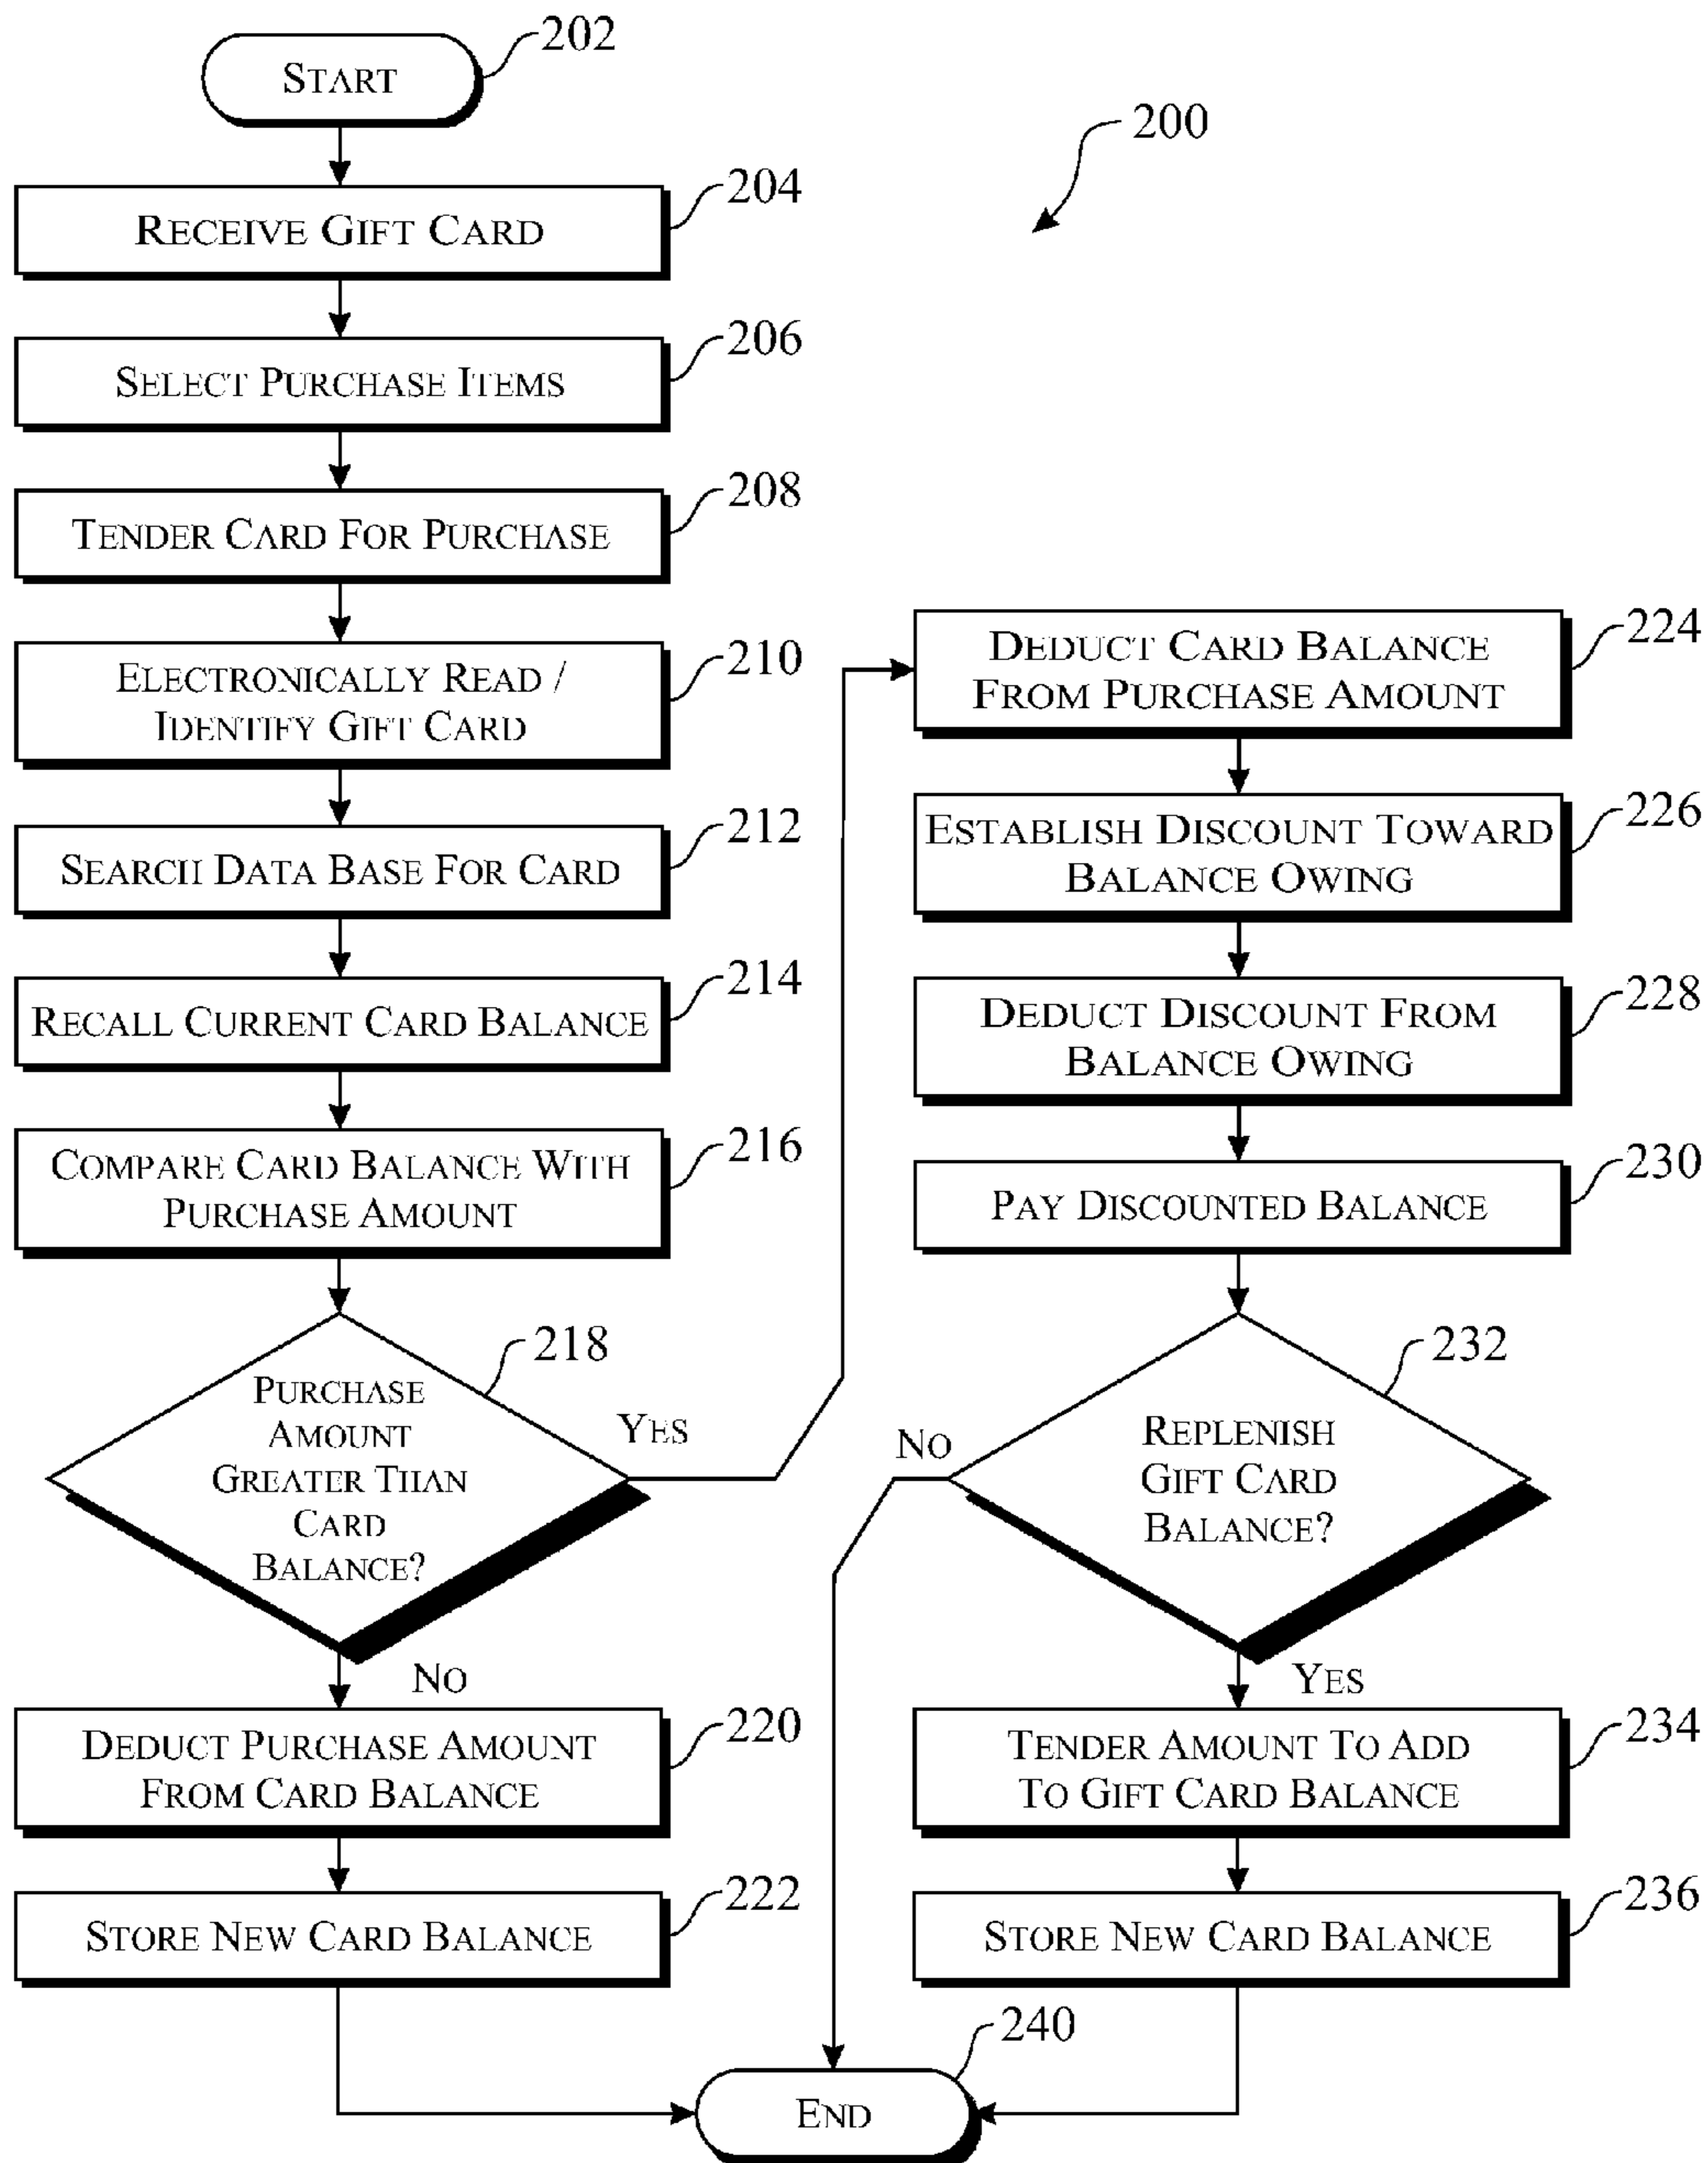 START
202
200
RECEIVE GIFT CARD
204
SELECT PURCHASE ITEMS
206
TENDER CARD FOR PURCHASE
208
ELECTRONICALLY READ /
IDENTIFY GIFT CARD
210
SEARCH DATA BASE FOR CARD
212
RECALL CURRENT CARD BALANCE
214
COMPARE CARD BALANCE WITH
PURCHASE AMOUNT
216
PURCHASE
AMOUNT
GREATER THAN
CARD
BALANCE?
218
YES
NO
DEDUCT PURCHASE AMOUNT
FROM CARD BALANCE
220
STORE NEW CARD BALANCE
222
DEDUCT CARD BALANCE
FROM PURCHASE AMOUNT
224
ESTABLISH DISCOUNT TOWARD
BALANCE OWING
226
DEDUCT DISCOUNT FROM
BALANCE OWING
228
PAY DISCOUNTED BALANCE
230
REPLENISH
GIFT CARD
BALANCE?
232
NO
YES
TENDER AMOUNT TO ADD
TO GIFT CARD BALANCE
234
STORE NEW CARD BALANCE
236
END
240